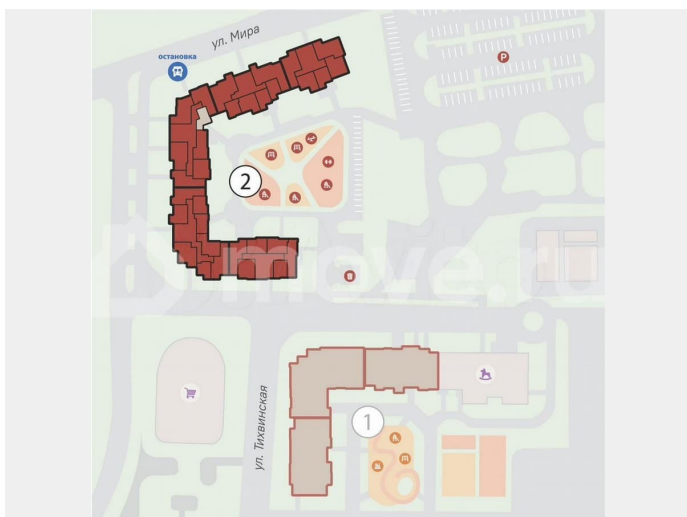 ул. Мира
остановка
P
2
move.ru
ул. Тихвинская
1